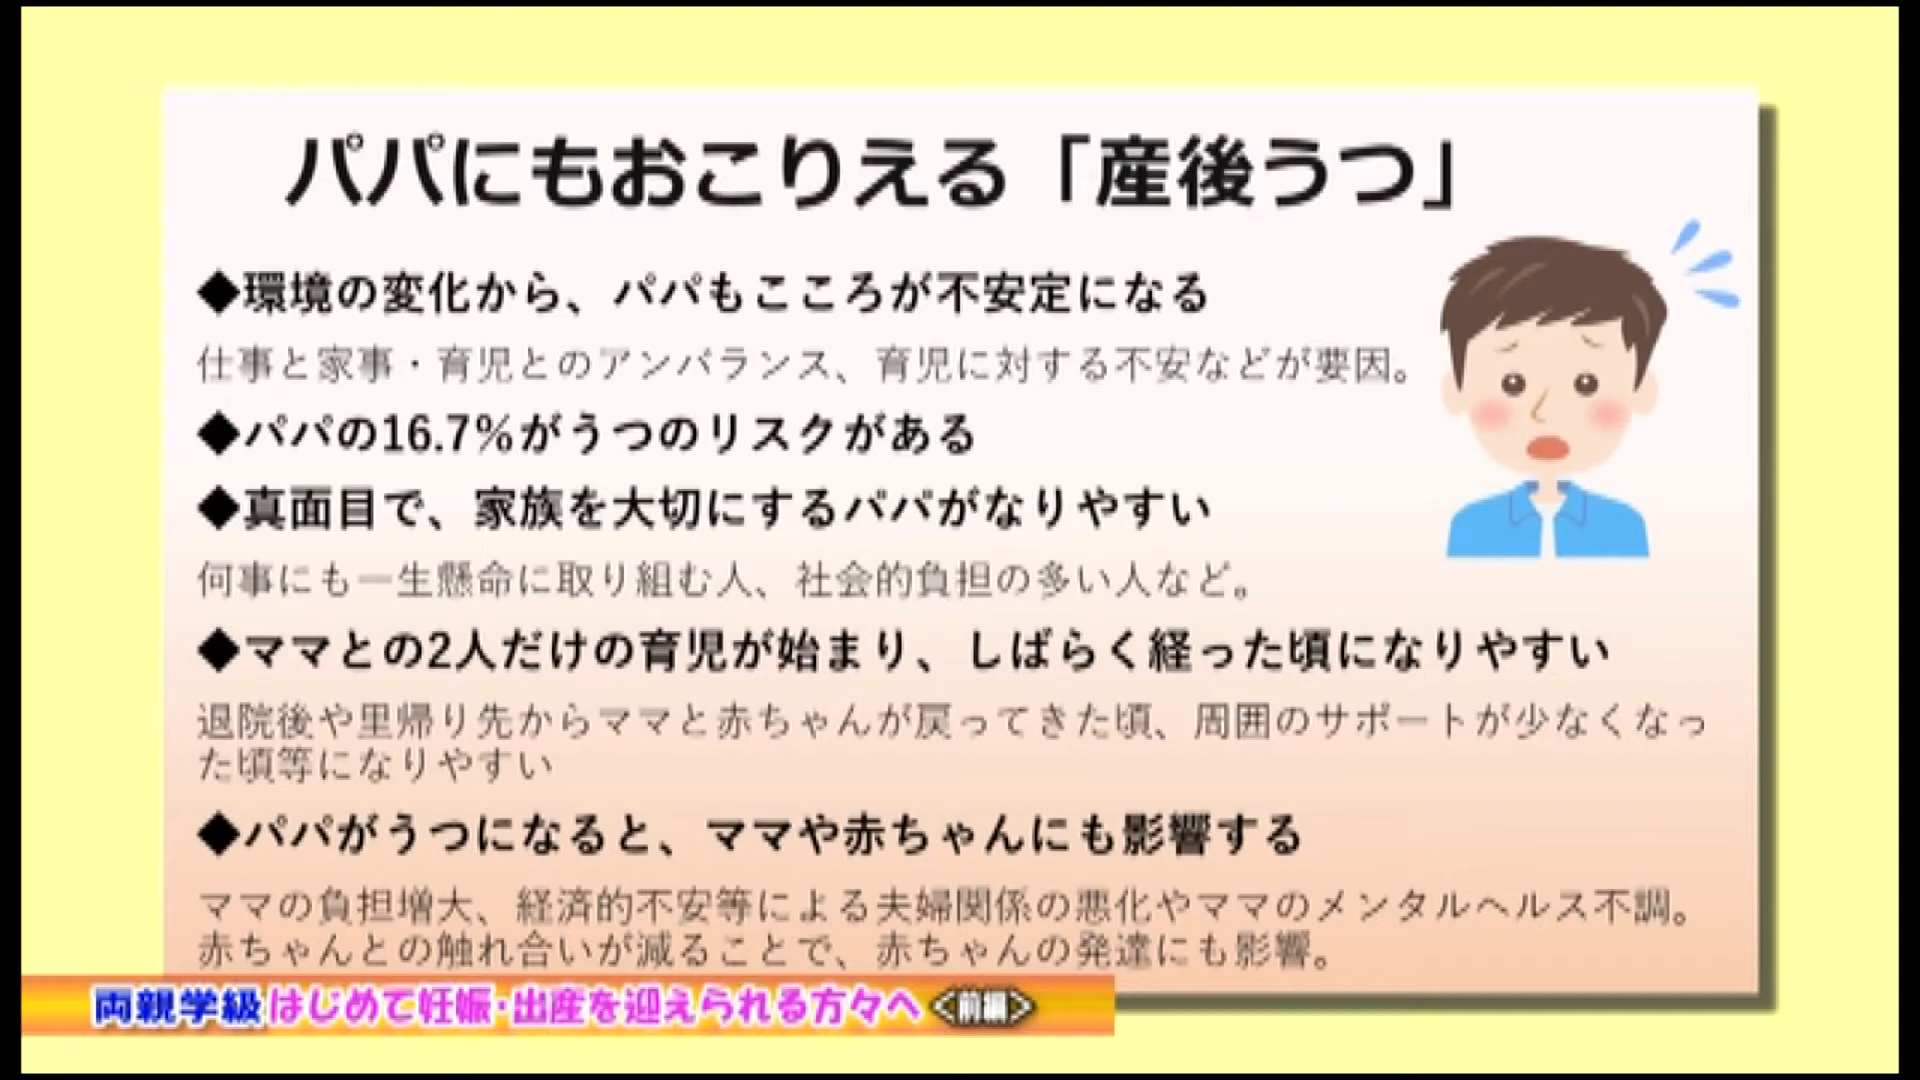 パパにもおこりえる「産後うつ」
◆環境の変化から、パパもこころが不安定になる
仕事と家事・育児とのアンバランス、育児に対する不安などが要因。
◆パパの16.7%がうつのリスクがある
◆真面目で、家族を大切にするパパがなりやすい
何事にも一生懸命に取り組む人、社会的負担の多い人など。
◆ママとの2人だけの育児が始まり、しばらく経った頃になりやすい
退院後や里帰り先からママと赤ちゃんが戻ってきた頃、周囲のサポートが少なくなっ
た頃等になりやすい
◆パパがうつになると、ママや赤ちゃんにも影響する
ママの負担増大、経済的不安等による夫婦関係の悪化やママのメンタルヘルス不調。
赤ちゃんとの触れ合いが減ることで、赤ちゃんの発達にも影響。
両親学級はじめて妊娠・出産を迎えられる方々へ<前編>